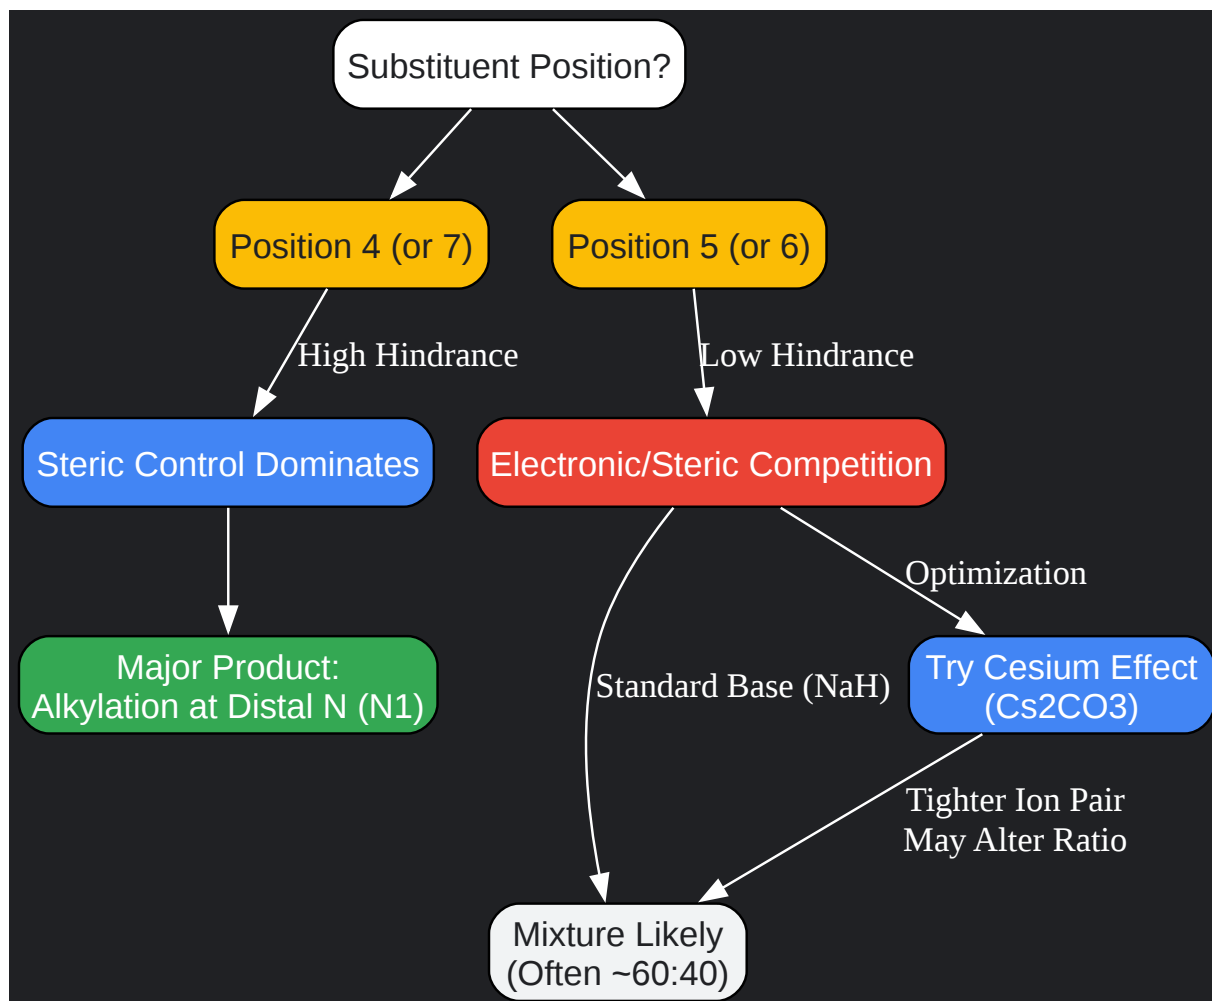 Substituent Position?
Position 4 (or 7)
Position 5 (or 6)
High Hindrance
Low Hindrance
Steric Control Dominates
Electronic/Steric Competition
Optimization
Major Product:
Alkylation at Distal N (N1)
Standard Base (NaH)
Try Cesium Effect
(Cs2CO3)
Tighter Ion Pair
May Alter Ratio
Mixture Likely
(Often ~60:40)